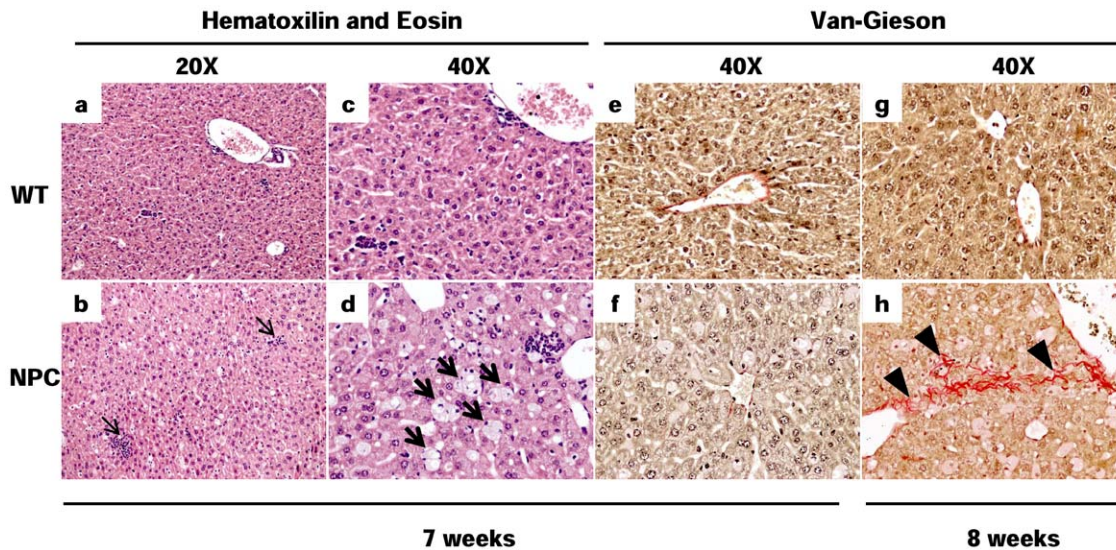 Hematoxilin and Eosin Van-Gieson
20X 40X 40X 40X
a c e g
WT
b d f h
NPC
7 weeks 8 weeks